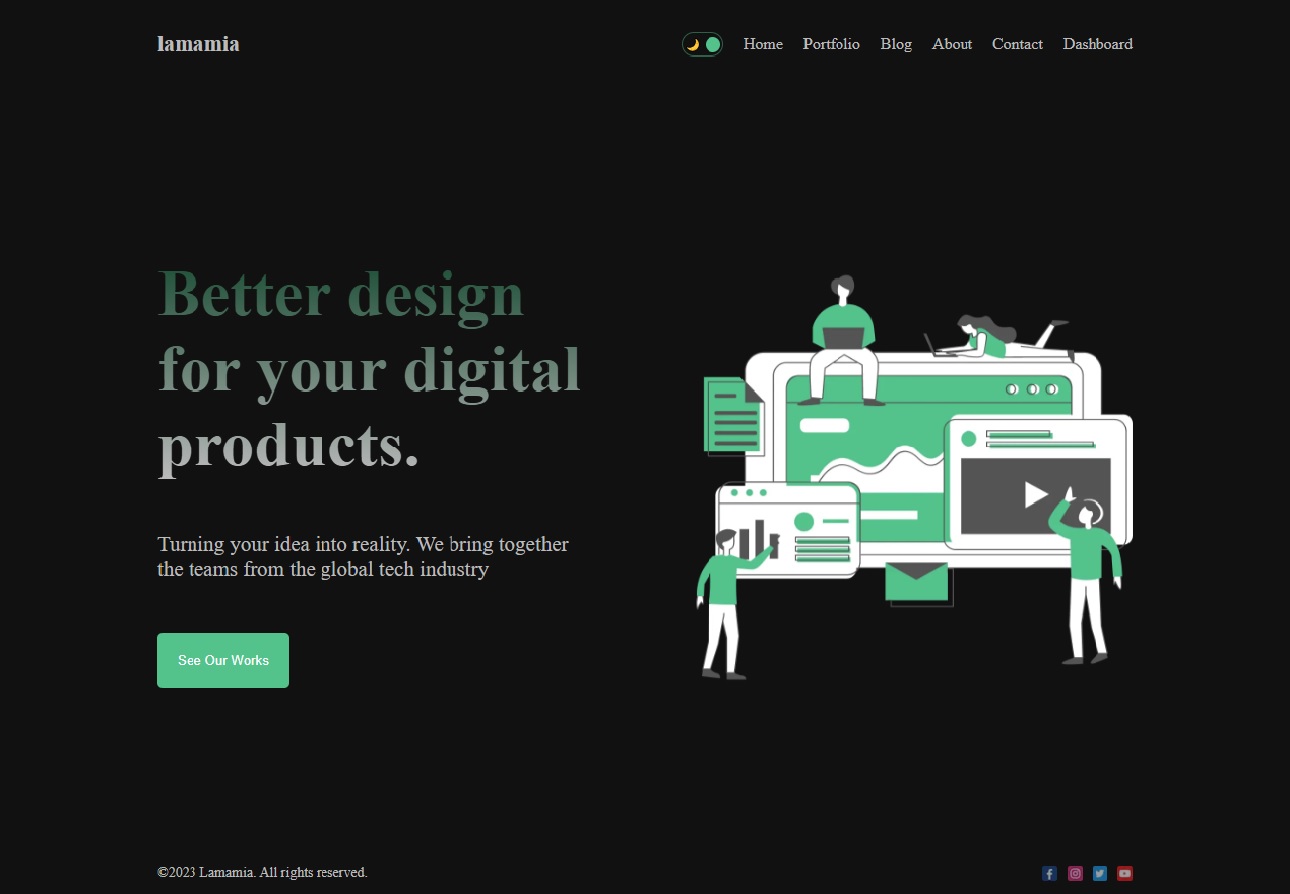 lamamia
Home Portfolio Blog About Contact Dashboard
Better design
for your digital
products.
Turning your idea into reality. We bring together
the teams from the global tech industry
See Our Works
©2023 Lamamia. All rights reserved.